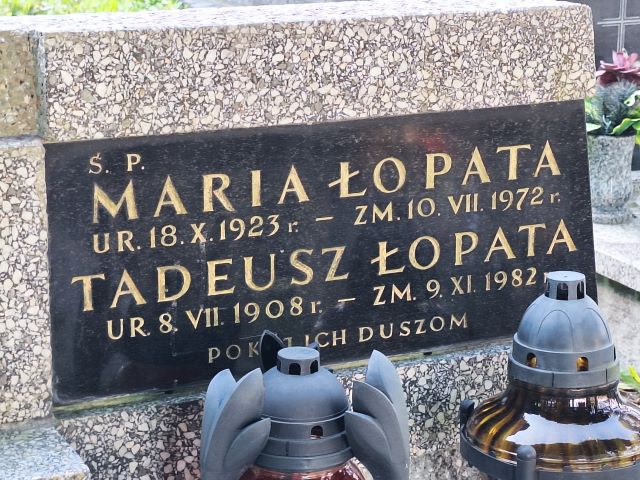 Ś. P.
MARIA ŁOPATA
UR. 18.X.1923 r. – ZM. 10. VII. 1972 r.
TADEUSZ ŁOPATA
UR. 8. VII. 1908 r. – ZM. 9. XI. 1982 r.
ICH DUSZOM